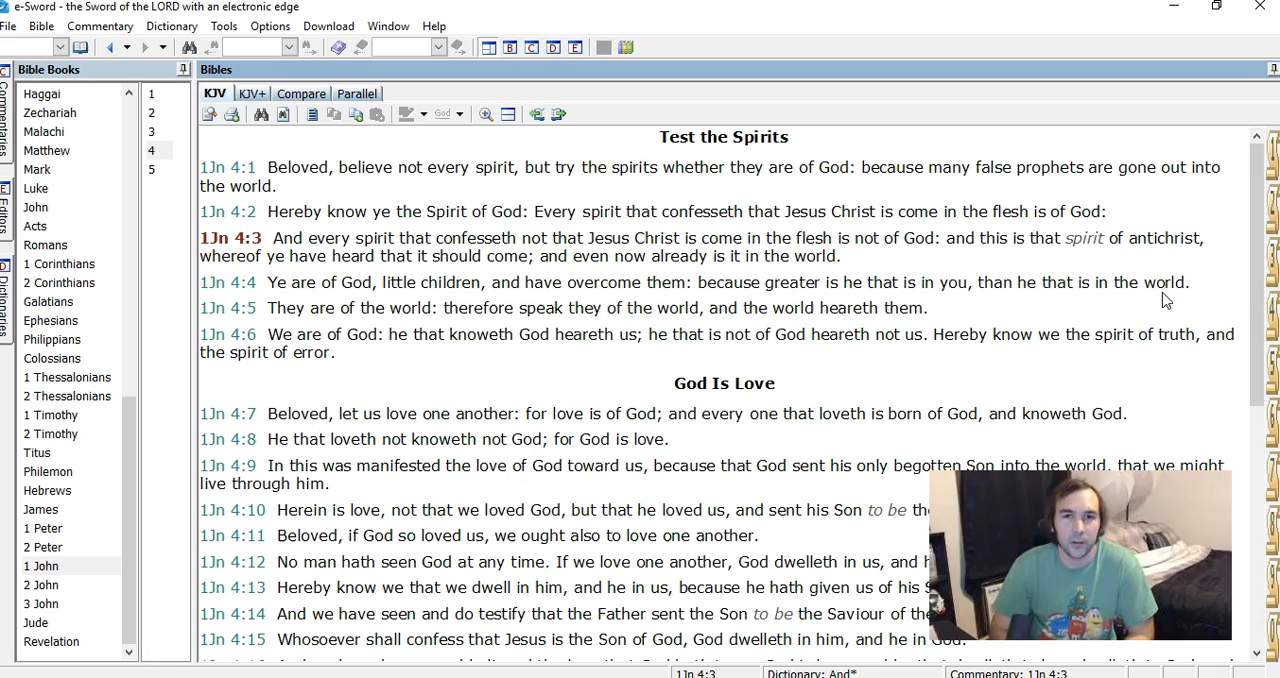 e-Sword - the Sword of the LORD with an electronic edge
File Bible Commentary Dictionary Tools Options Download Window Help
B C D E
Bible Books
Bibles
KJV KJV+ Compare Parallel
God
C Commentaries
E Editors
Dictionaries
Haggai
Zechariah
Malachi
Matthew
Mark
Luke
John
Acts
Romans
1 Corinthians
2 Corinthians
Galatians
Ephesians
Philippians
Colossians
1 Thessalonians
2 Thessalonians
1 Timothy
2 Timothy
Titus
Philemon
Hebrews
James
1 Peter
2 Peter
1 John
2 John
3 John
Jude
Revelation
1
2
3
4
5
Test the Spirits
1Jn 4:1 Beloved, believe not every spirit, but try the spirits whether they are of God: because many false prophets are gone out into
the world.
1Jn 4:2 Hereby know ye the Spirit of God: Every spirit that confesseth that Jesus Christ is come in the flesh is of God:
1Jn 4:3 And every spirit that confesseth not that Jesus Christ is come in the flesh is not of God: and this is that spirit of antichrist,
whereof ye have heard that it should come; and even now already is it in the world.
1Jn 4:4 Ye are of God, little children, and have overcome them: because greater is he that is in you, than he that is in the world.
1Jn 4:5 They are of the world: therefore speak they of the world, and the world heareth them.
1Jn 4:6 We are of God: he that knoweth God heareth us; he that is not of God heareth not us. Hereby know we the spirit of truth, and
the spirit of error.
God Is Love
1Jn 4:7 Beloved, let us love one another: for love is of God; and every one that loveth is born of God, and knoweth God.
1Jn 4:8 He that loveth not knoweth not God; for God is love.
1Jn 4:9 In this was manifested the love of God toward us, because that God sent his only begotten Son into the world, that we might
live through him.
1Jn 4:10 Herein is love, not that we loved God, but that he loved us, and sent his Son to be
1Jn 4:11 Beloved, if God so loved us, we ought also to love one another.
1Jn 4:12 No man hath seen God at any time. If we love one another, God dwelleth in us, and
1Jn 4:13 Hereby know we that we dwell in him, and he in us, because he hath given us of his
1Jn 4:14 And we have seen and do testify that the Father sent the Son to be the Saviour of
1Jn 4:15 Whosoever shall confess that Jesus is the Son of God, God dwelleth in him, and he in God.
1Jn 4:3 Dictionary: And* Commentary: 1Jn 4:3